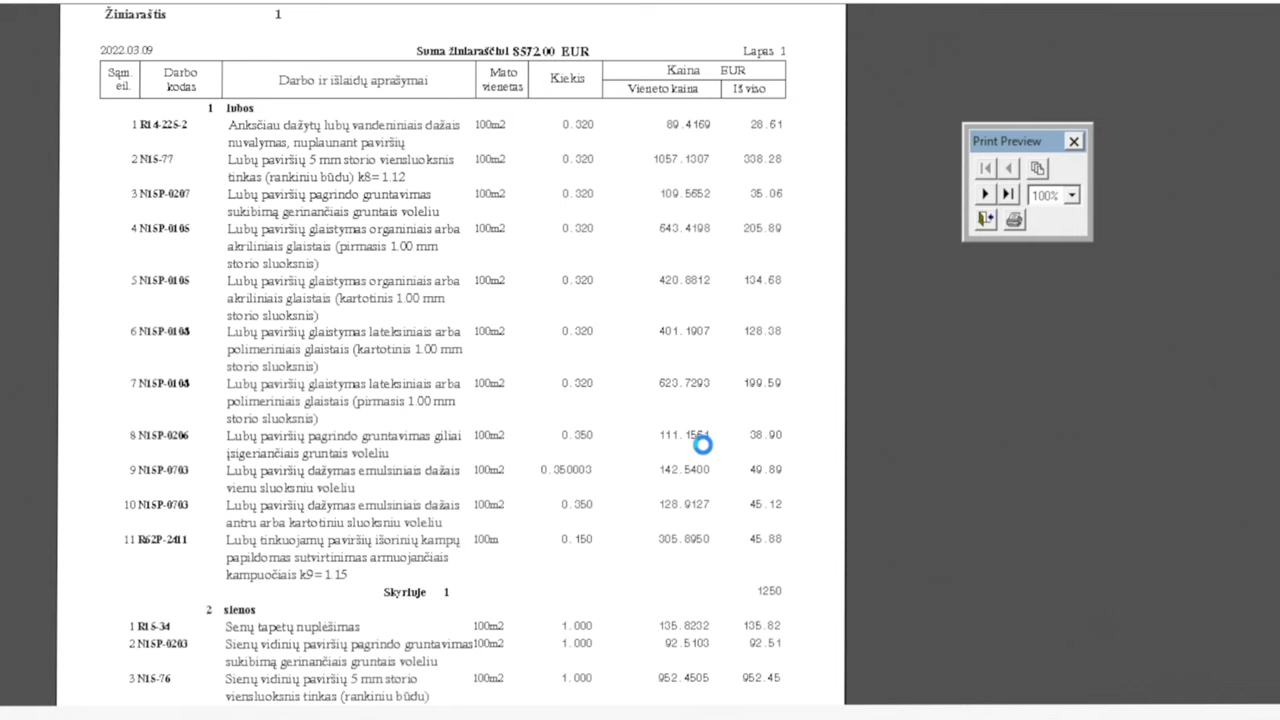 Žiniaraštis 1
2022.03.09 Suma žiniaraščiui 8572.00 EUR Lapas 1
Sąm. eil. Darbo kodas Darbo ir išlaidų aprašymai Mato vienetas Kiekis Kaina EUR
Vieneto kaina Iš viso
1 lubos
1 R14-225-2 Anksčiau dažytų lubų vandeniniais dažais 100m2 0.320 89.4169 28.61
nuvalymas, nuplaunant paviršių
2 N15-77 Lubų paviršių 5 mm storio viensluoksnis 100m2 0.320 1057.1307 338.28
tinkas (rankiniu būdu) k8=1.12
3 N15P-0207 Lubų paviršių pagrindo gruntavimas 100m2 0.320 109.5652 35.06
sukibimą gerinančiais gruntais voleliu
4 N15P-0105 Lubų paviršių glaistymas organiniais arba 100m2 0.320 643.4198 205.89
akriliniais glaistais (pirmasis 1.00 mm
storio sluoksnis)
5 N15P-0105 Lubų paviršių glaistymas organiniais arba 100m2 0.320 420.8812 134.68
akriliniais glaistais (kartotinis 1.00 mm
storio sluoksnis)
6 N15P-0108 Lubų paviršių glaistymas lateksiniais arba 100m2 0.320 401.1907 128.38
polimeriniais glaistais (kartotinis 1.00 mm
storio sluoksnis)
7 N15P-0108 Lubų paviršių glaistymas lateksiniais arba 100m2 0.320 623.7293 199.59
polimeriniais glaistais (pirmasis 1.00 mm
storio sluoksnis)
8 N15P-0206 Lubų paviršių pagrindo gruntavimas giliai 100m2 0.350 38.90
įsigeriančiais gruntais voleliu
9 N15P-0703 Lubų paviršių dažymas emulsiniais dažais 100m2 0.350003 142.5400 49.89
vienu sluoksniu voleliu
10 N15P-0703 Lubų paviršių dažymas emulsiniais dažais 100m2 0.350 128.9127 45.12
antru arba kartotiniu sluoksniu voleliu
11 R62P-2411 Lubų tinkuojamų paviršių išorinių kampų 100m 0.150 305.8950 45.88
papildomas sutvirtinimas armuojančiais
kampuočiais k9=1.15
Skyriuje 1 1250
2 sienos
1 R15-34 Senų tapetų nuplėšimas 100m2 1.000 135.8232 135.82
2 N15P-0203 Sienų vidinių paviršių pagrindo gruntavimas 100m2 1.000 92.5103 92.51
sukibimą gerinančiais gruntais voleliu
3 N15-76 Sienų vidinių paviršių 5 mm storio 100m2 1.000 952.4505 952.45
viensluoksnis tinkas (rankiniu būdu)
Print Preview
100%